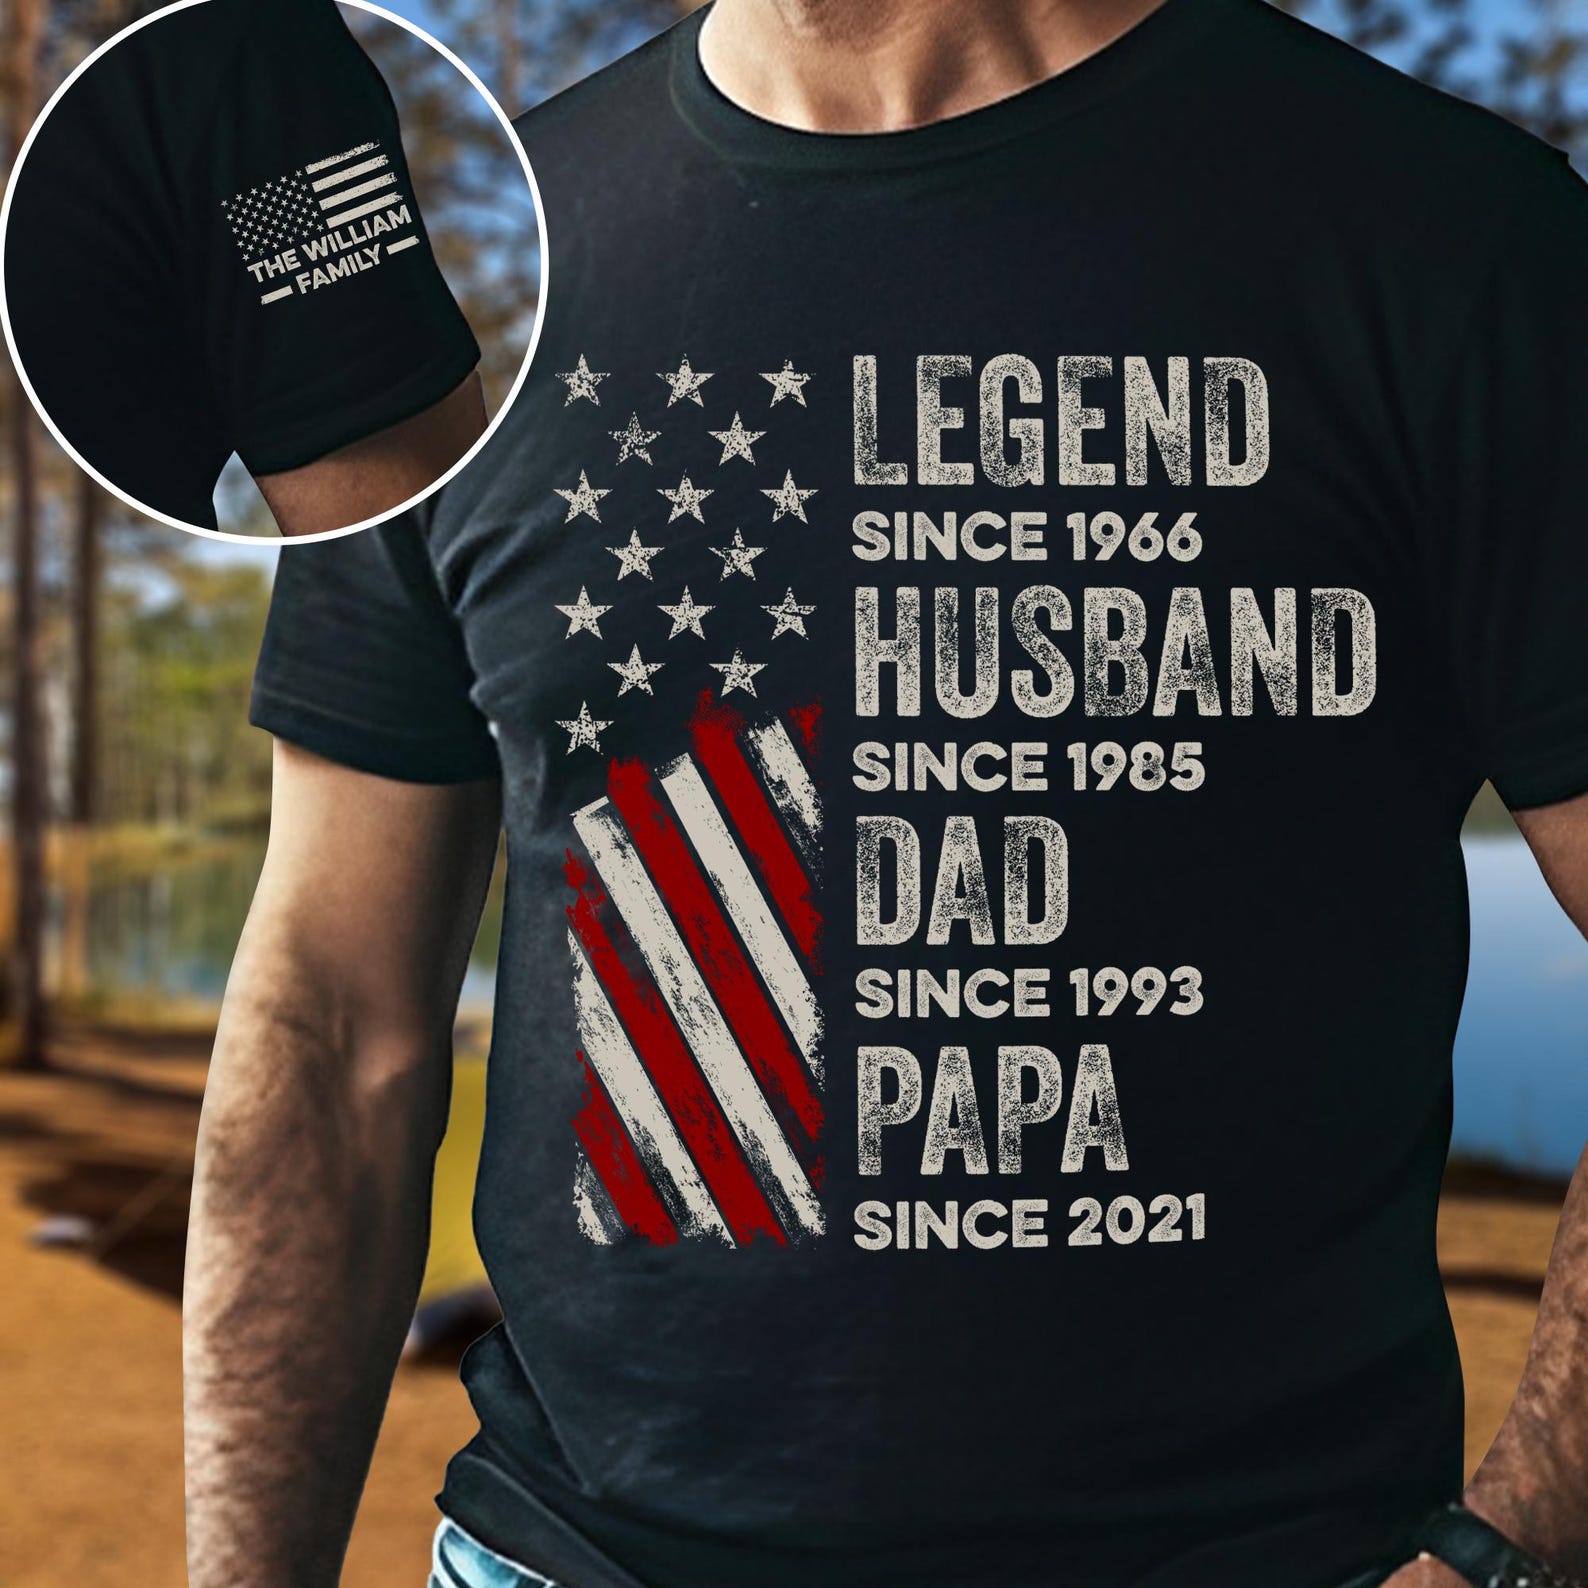 THE WILLIAM
FAMILY
LEGEND
SINCE 1966
HUSBAND
SINCE 1985
DAD
SINCE 1993
PAPA
SINCE 2021